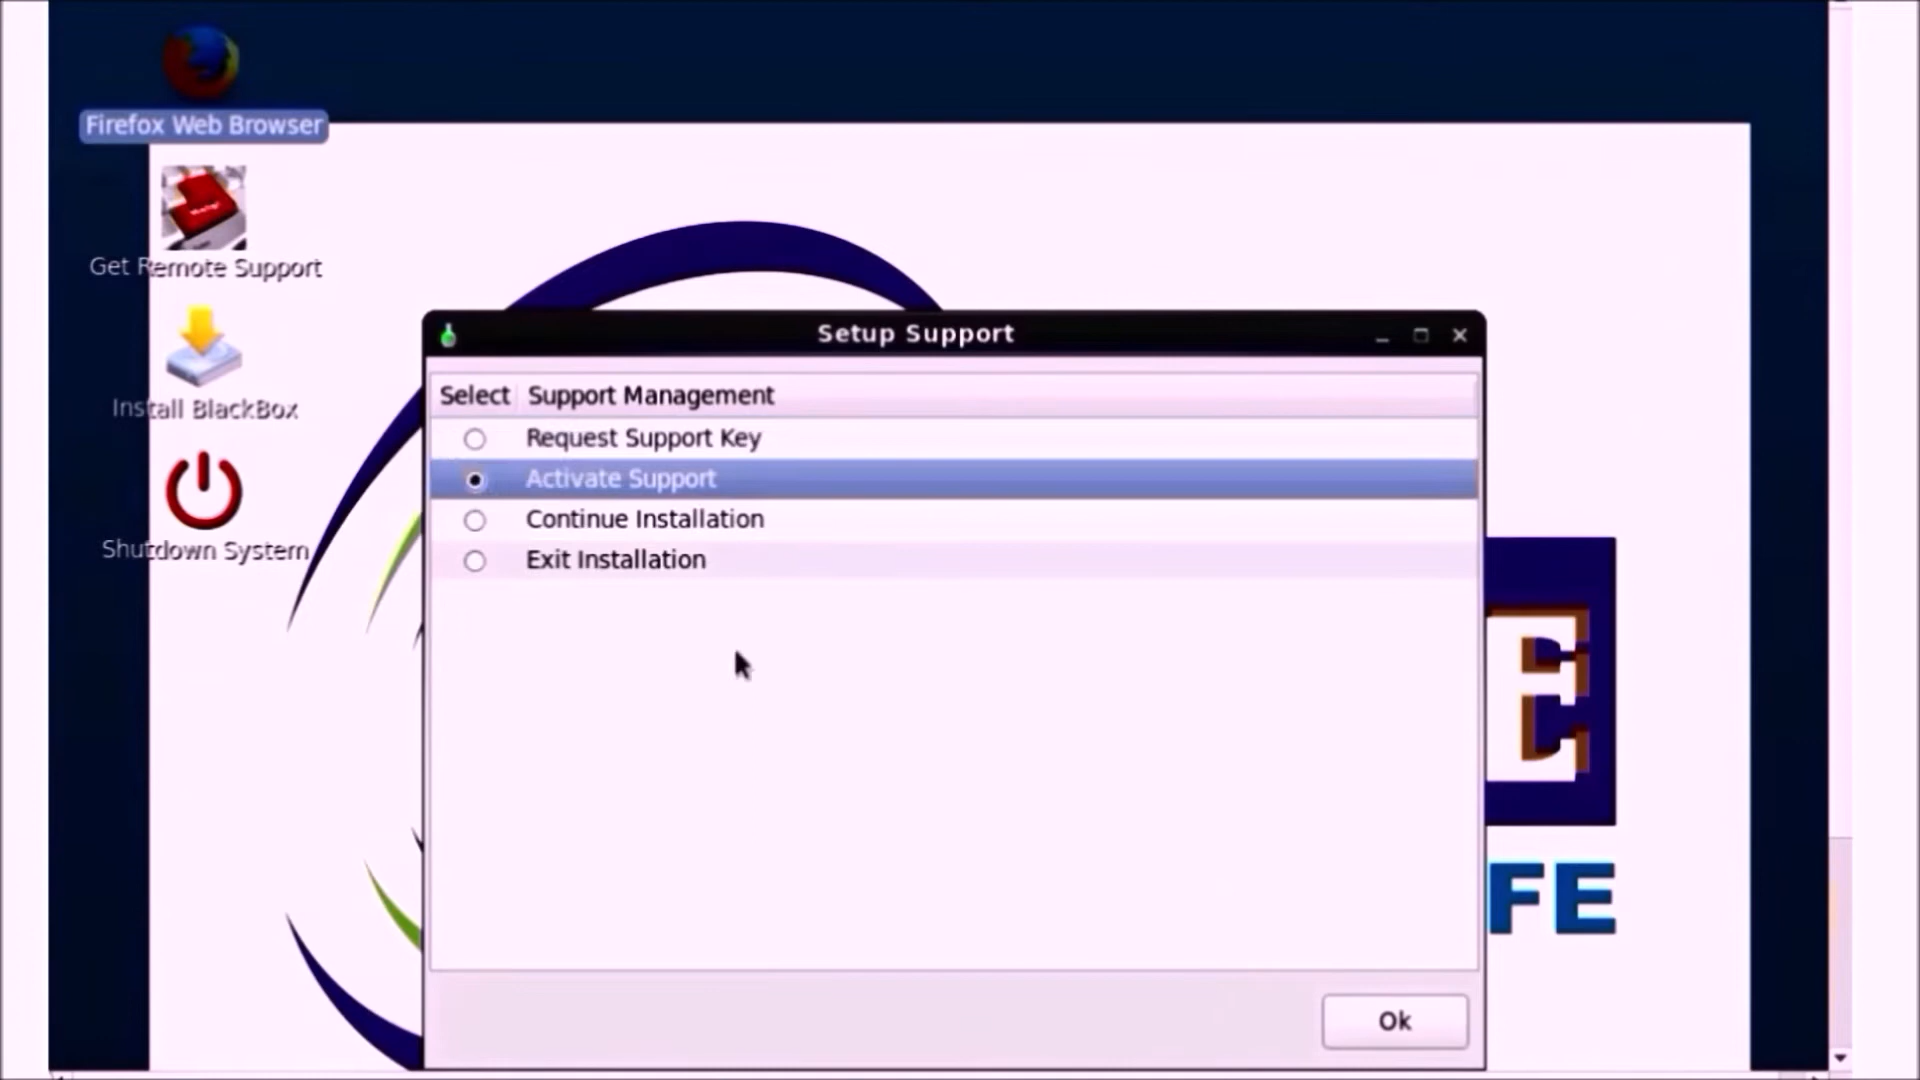 Firefox Web Browser
Get Remote Support
Install BlackBox
Shutdown System
Setup Support
Select Support Management
Request Support Key
Activate Support
Continue Installation
Exit Installation
E
FE
Ok